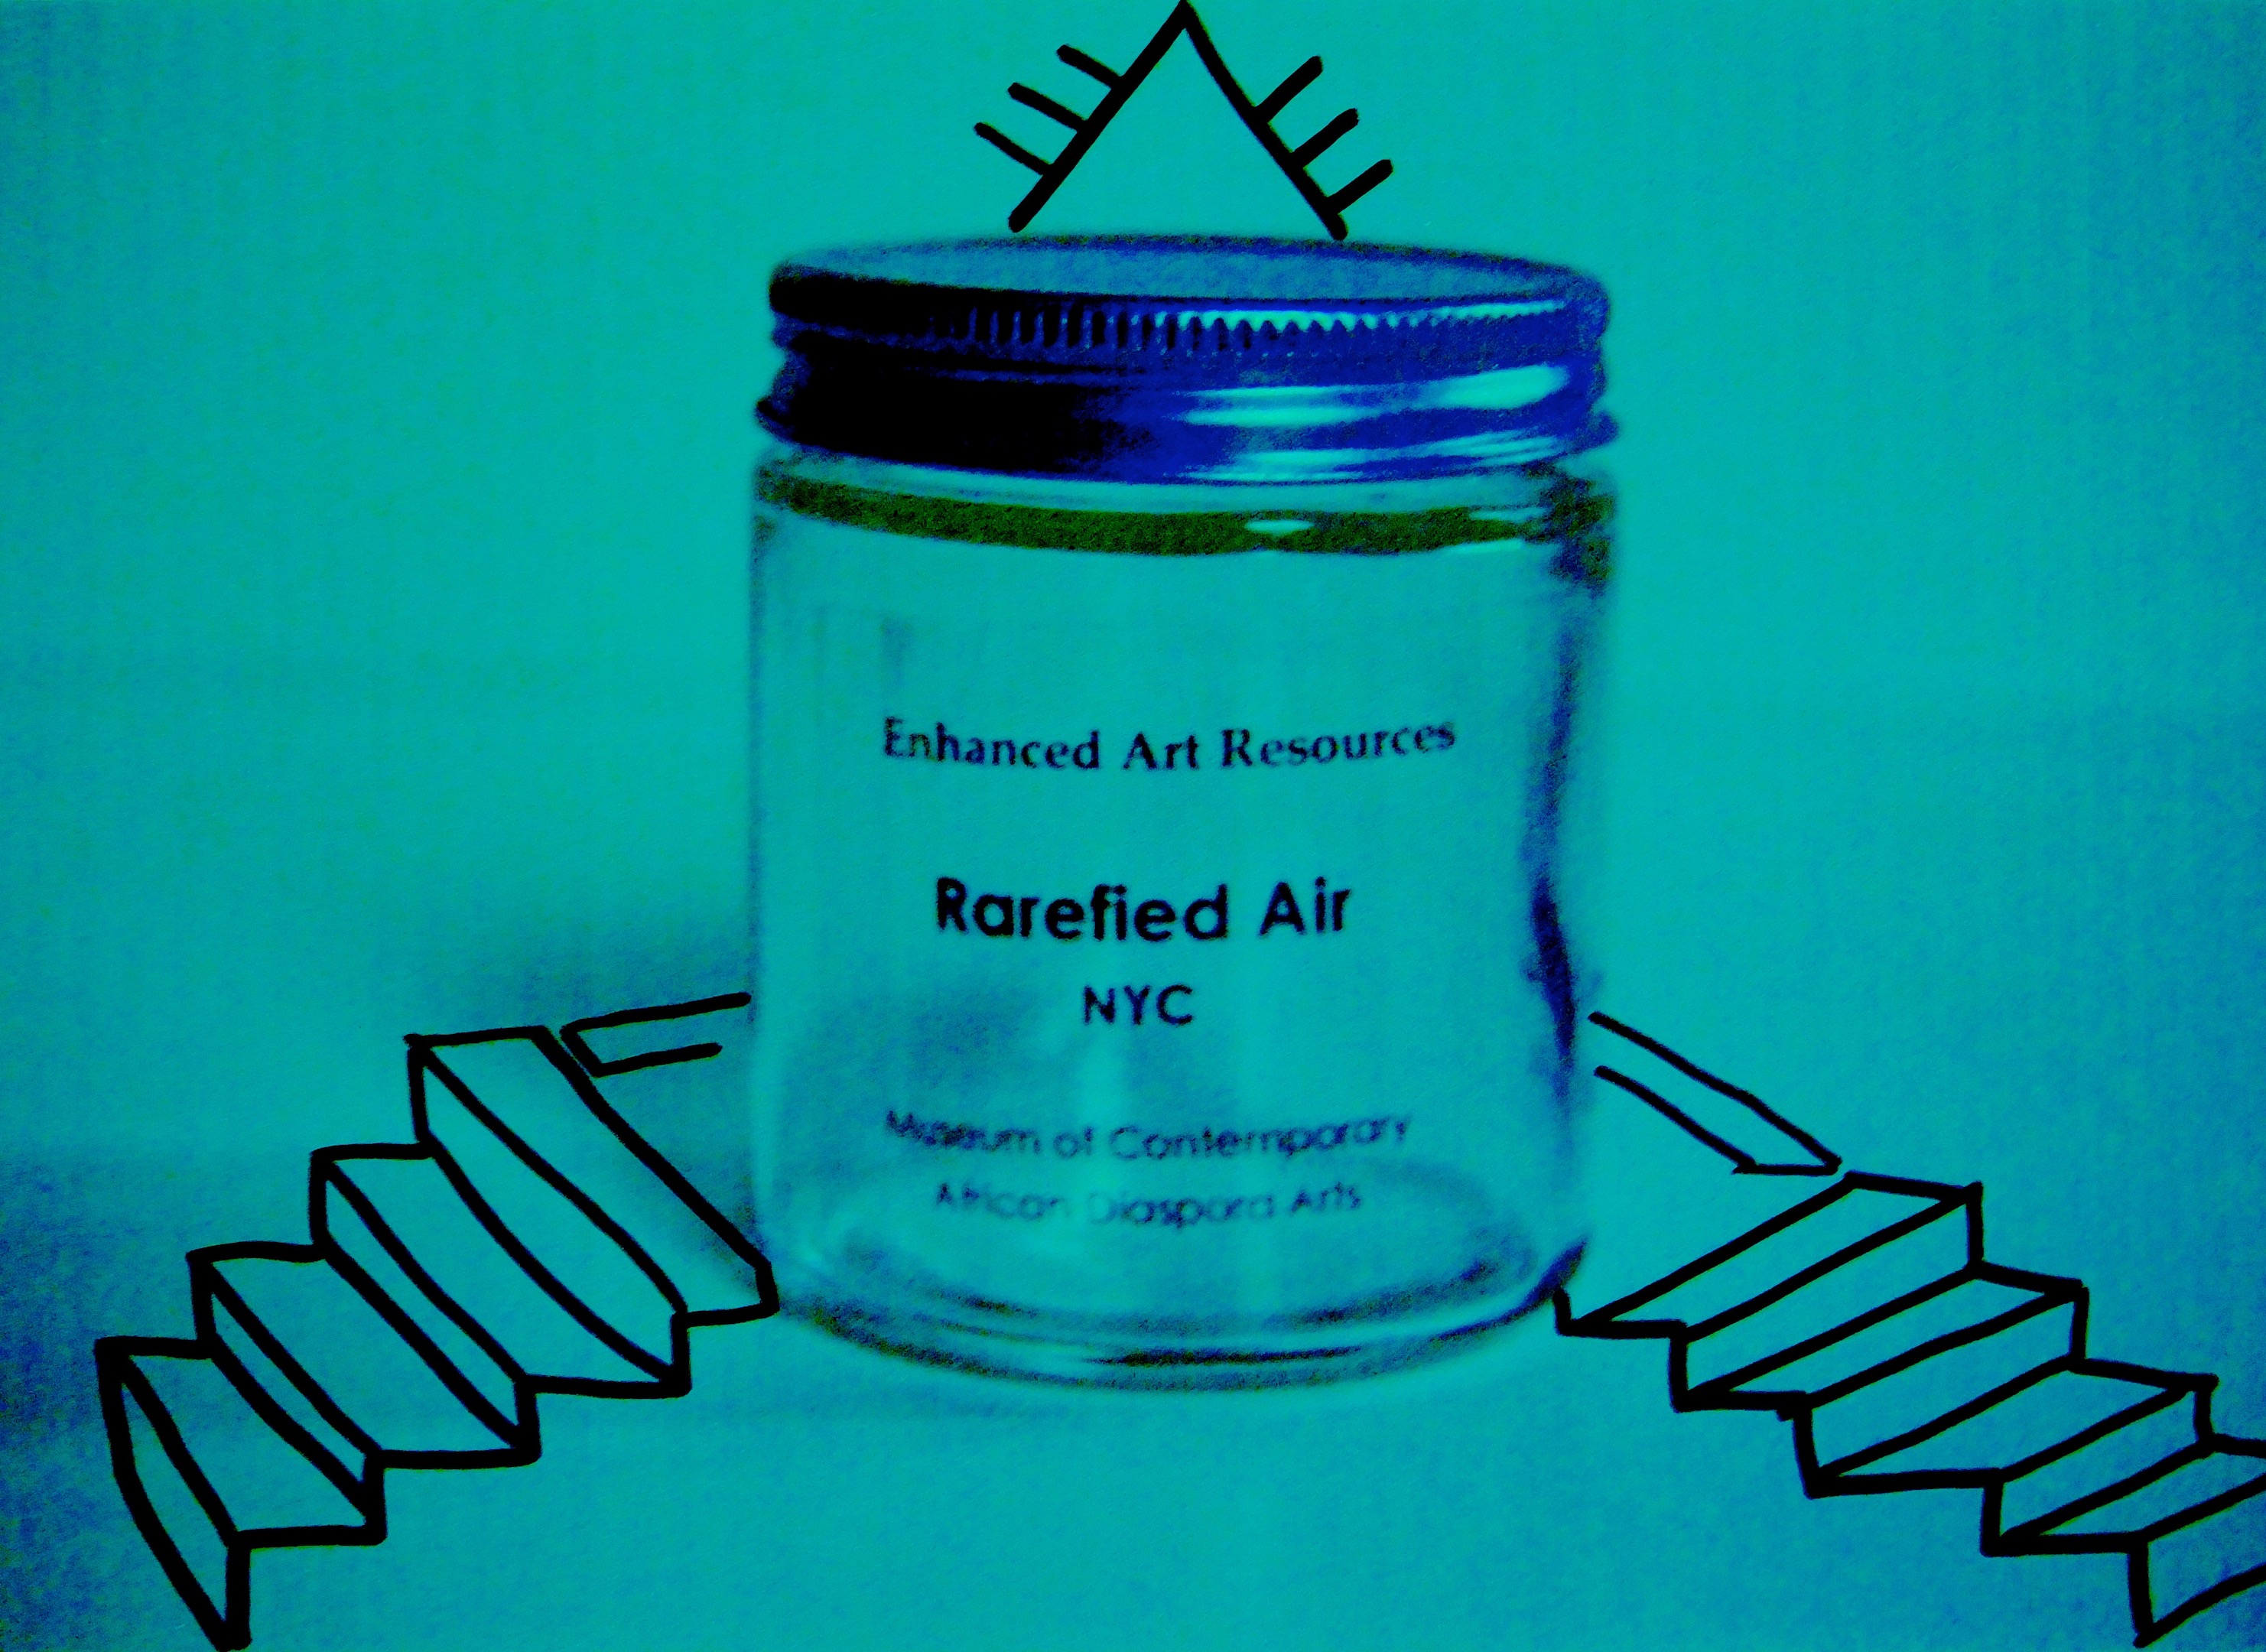 Enhanced Art Resources
Rarefied Air
NYC
Museum of Contemporary
African Diaspora Arts